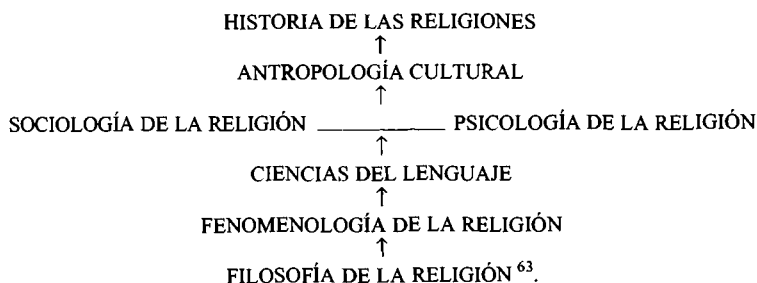 HISTORIA DE LAS RELIGIONES
↑
ANTROPOLOGÍA CULTURAL
↑
SOCIOLOGÍA DE LA RELIGIÓN __________ PSICOLOGÍA DE LA RELIGIÓN
↑
CIENCIAS DEL LENGUAJE
↑
FENOMENOLOGÍA DE LA RELIGIÓN
↑
FILOSOFÍA DE LA RELIGIÓN ⁶³.